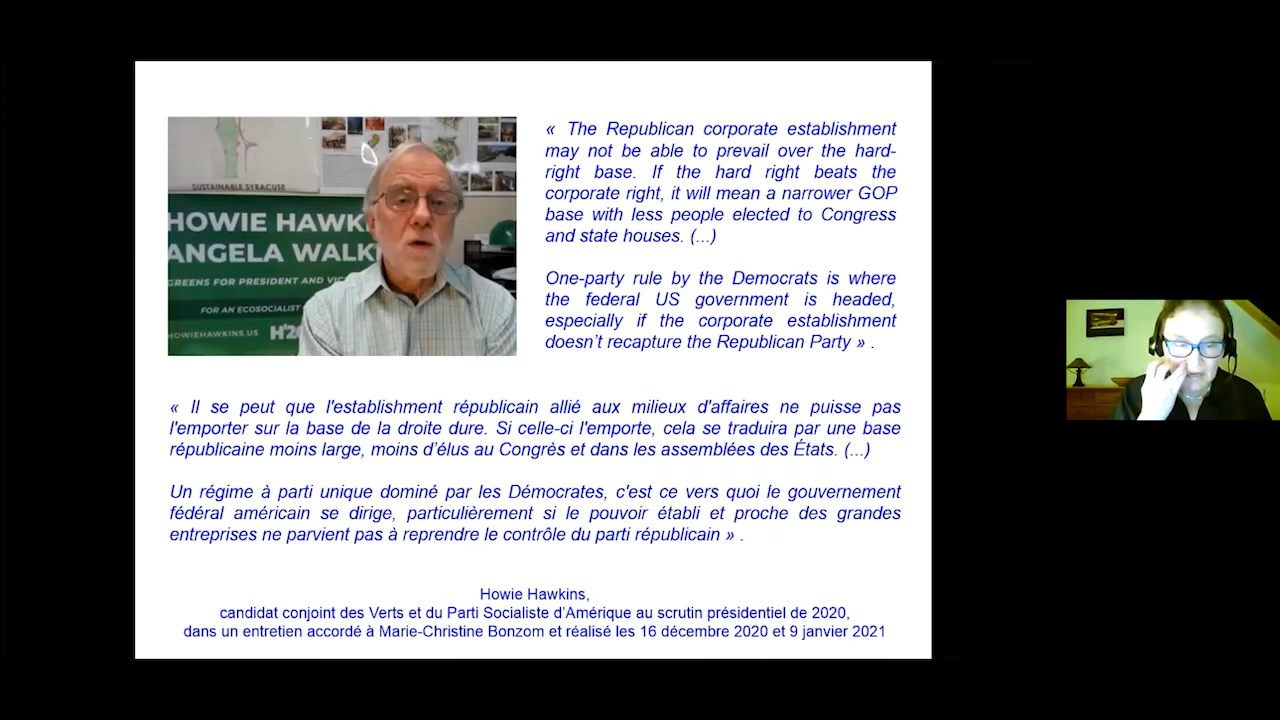 SUSTAINABLE SYRACUSE
HOWIE HAWK
ANGELA WALK
GREENS FOR PRESIDENT AND VIC
FOR AN ECOSOCIALIST
HOWIEHAWKINS.US H'20
« The Republican corporate establishment
may not be able to prevail over the hard-
right base. If the hard right beats the
corporate right, it will mean a narrower GOP
base with less people elected to Congress
and state houses. (...)
One-party rule by the Democrats is where
the federal US government is headed,
especially if the corporate establishment
doesn’t recapture the Republican Party » .
« Il se peut que l'establishment républicain allié aux milieux d'affaires ne puisse pas
l'emporter sur la base de la droite dure. Si celle-ci l'emporte, cela se traduira par une base
républicaine moins large, moins d’élus au Congrès et dans les assemblées des États. (...)
Un régime à parti unique dominé par les Démocrates, c'est ce vers quoi le gouvernement
fédéral américain se dirige, particulièrement si le pouvoir établi et proche des grandes
entreprises ne parvient pas à reprendre le contrôle du parti républicain » .
Howie Hawkins,
candidat conjoint des Verts et du Parti Socialiste d’Amérique au scrutin présidentiel de 2020,
dans un entretien accordé à Marie-Christine Bonzom et réalisé les 16 décembre 2020 et 9 janvier 2021